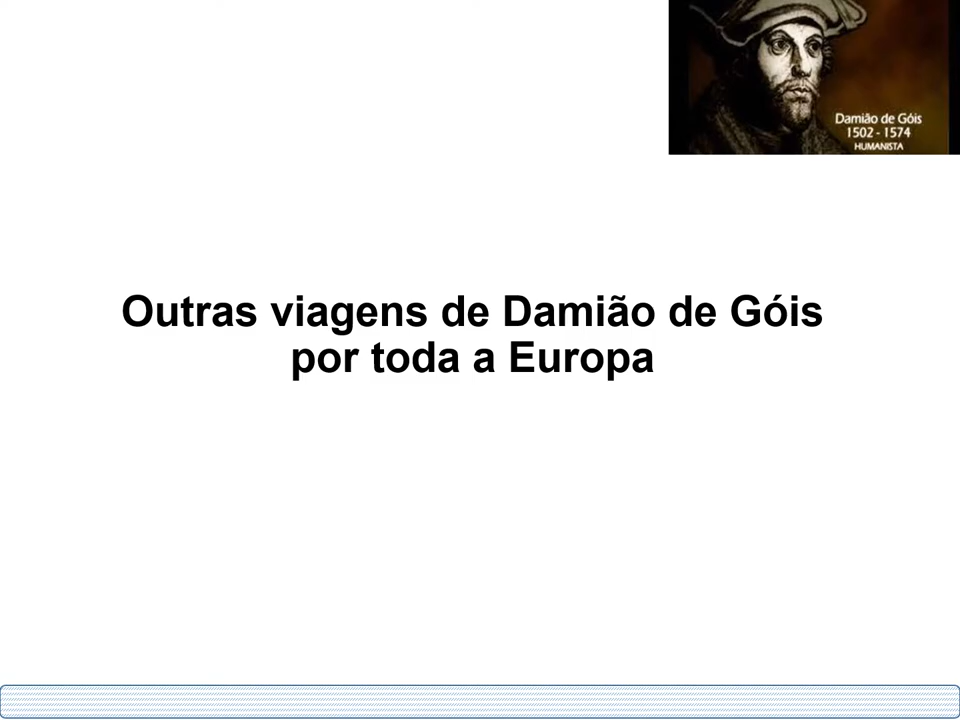 Damião de Góis
1502 - 1574
HUMANISTA
Outras viagens de Damião de Góis
por toda a Europa